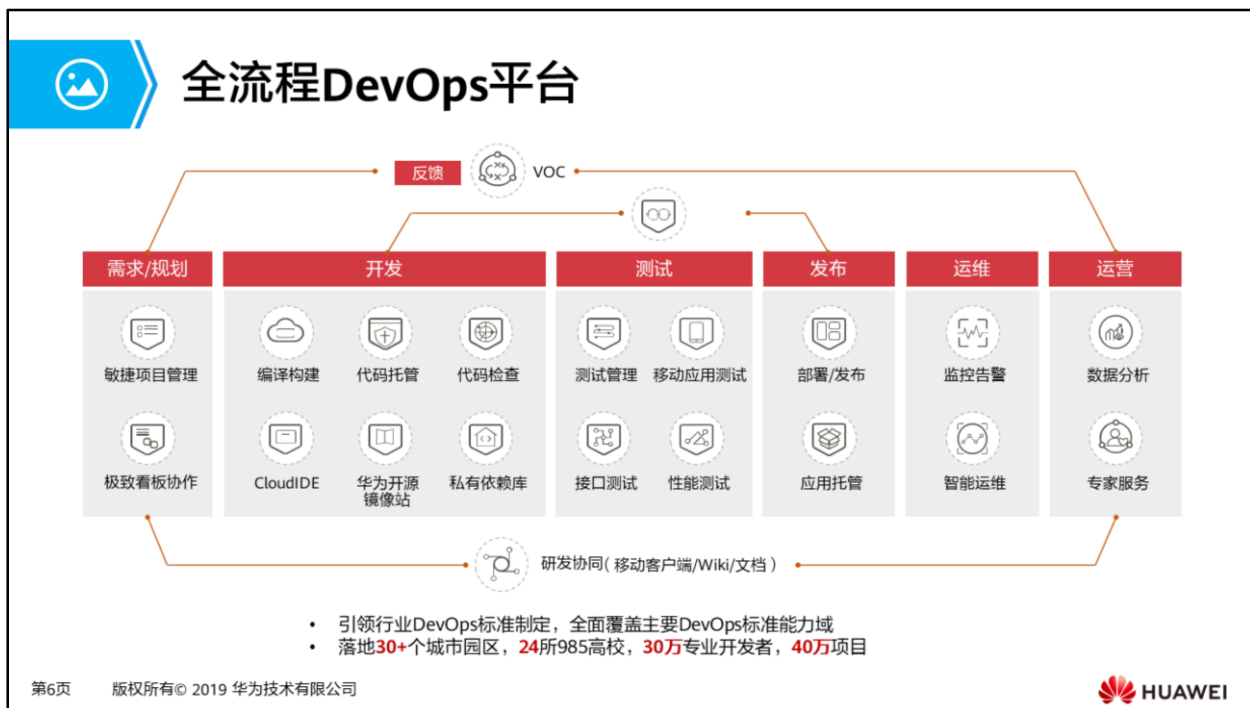 全流程DevOps平台
反馈 VOC
需求/规划 开发 测试 发布 运维 运营
敏捷项目管理 编译构建 代码托管 代码检查 测试管理 移动应用测试 部署/发布 监控告警 数据分析
极致看板协作 CloudIDE 华为开源 私有依赖库 接口测试 性能测试 应用托管 智能运维 专家服务
镜像站
研发协同( 移动客户端/Wiki/文档 )
• 引领行业DevOps标准制定，全面覆盖主要DevOps标准能力域
• 落地30+个城市园区，24所985高校，30万专业开发者，40万项目
第6页 版权所有© 2019 华为技术有限公司 HUAWEI